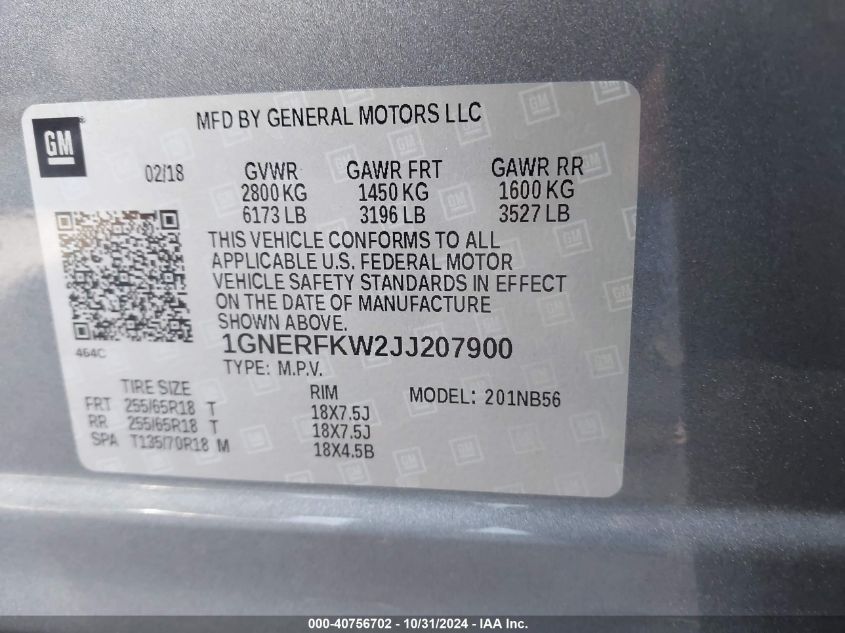 GM
MFD BY GENERAL MOTORS LLC
02/18 GVWR GAWR FRT GAWR RR
2800 KG 1450 KG 1600 KG
6173 LB 3196 LB 3527 LB
THIS VEHICLE CONFORMS TO ALL
APPLICABLE U.S. FEDERAL MOTOR
VEHICLE SAFETY STANDARDS IN EFFECT
ON THE DATE OF MANUFACTURE
SHOWN ABOVE.
464C
1GNERFKW2JJ207900
TYPE: M.P.V.
TIRE SIZE RIM MODEL: 201NB56
FRT 255/65R18 T 18X7.5J
RR 255/65R18 T 18X7.5J
SPA T135/70R18 M 18X4.5B
000-40756702 - 10/31/2024 - IAA Inc.